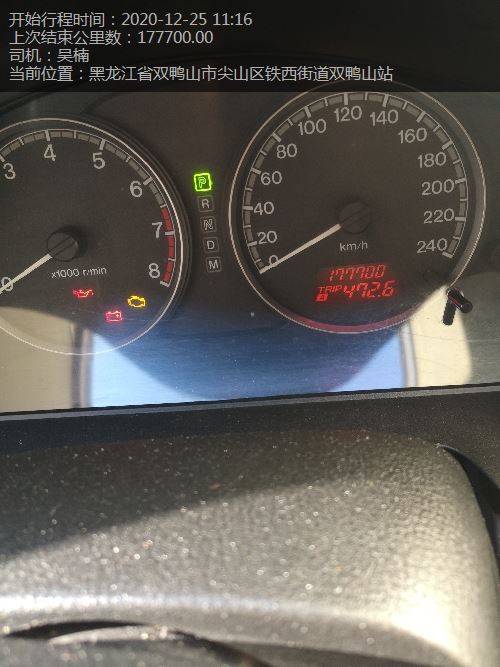 开始行程时间：2020-12-25 11:16
上次结束公里数：177700.00
司机：吴楠
当前位置：黑龙江省双鸭山市尖山区铁西街道双鸭山站
3 4 5 6 7 8
0
x1000 r/min
P
R
N
D
M
0 20 40 60 80 100 120 140 160 180 200 220 240
km/h
177700
TRIP A 472.6